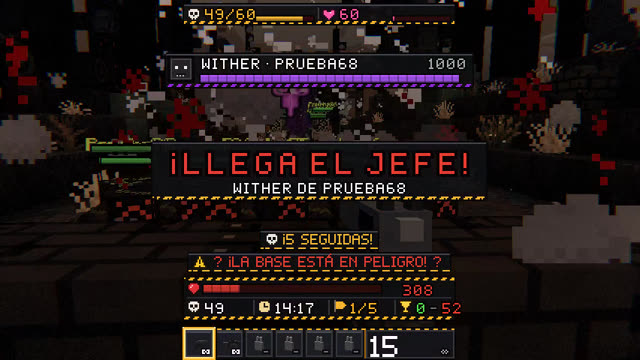 49/60 60
WITHER · PRUEBA68 1000
¡LLEGA EL JEFE!
WITHER DE PRUEBA68
¡5 SEGUIDAS!
? ¡LA BASE ESTÁ EN PELIGRO! ?
308
49 14:17 1/5 0 - 52
15